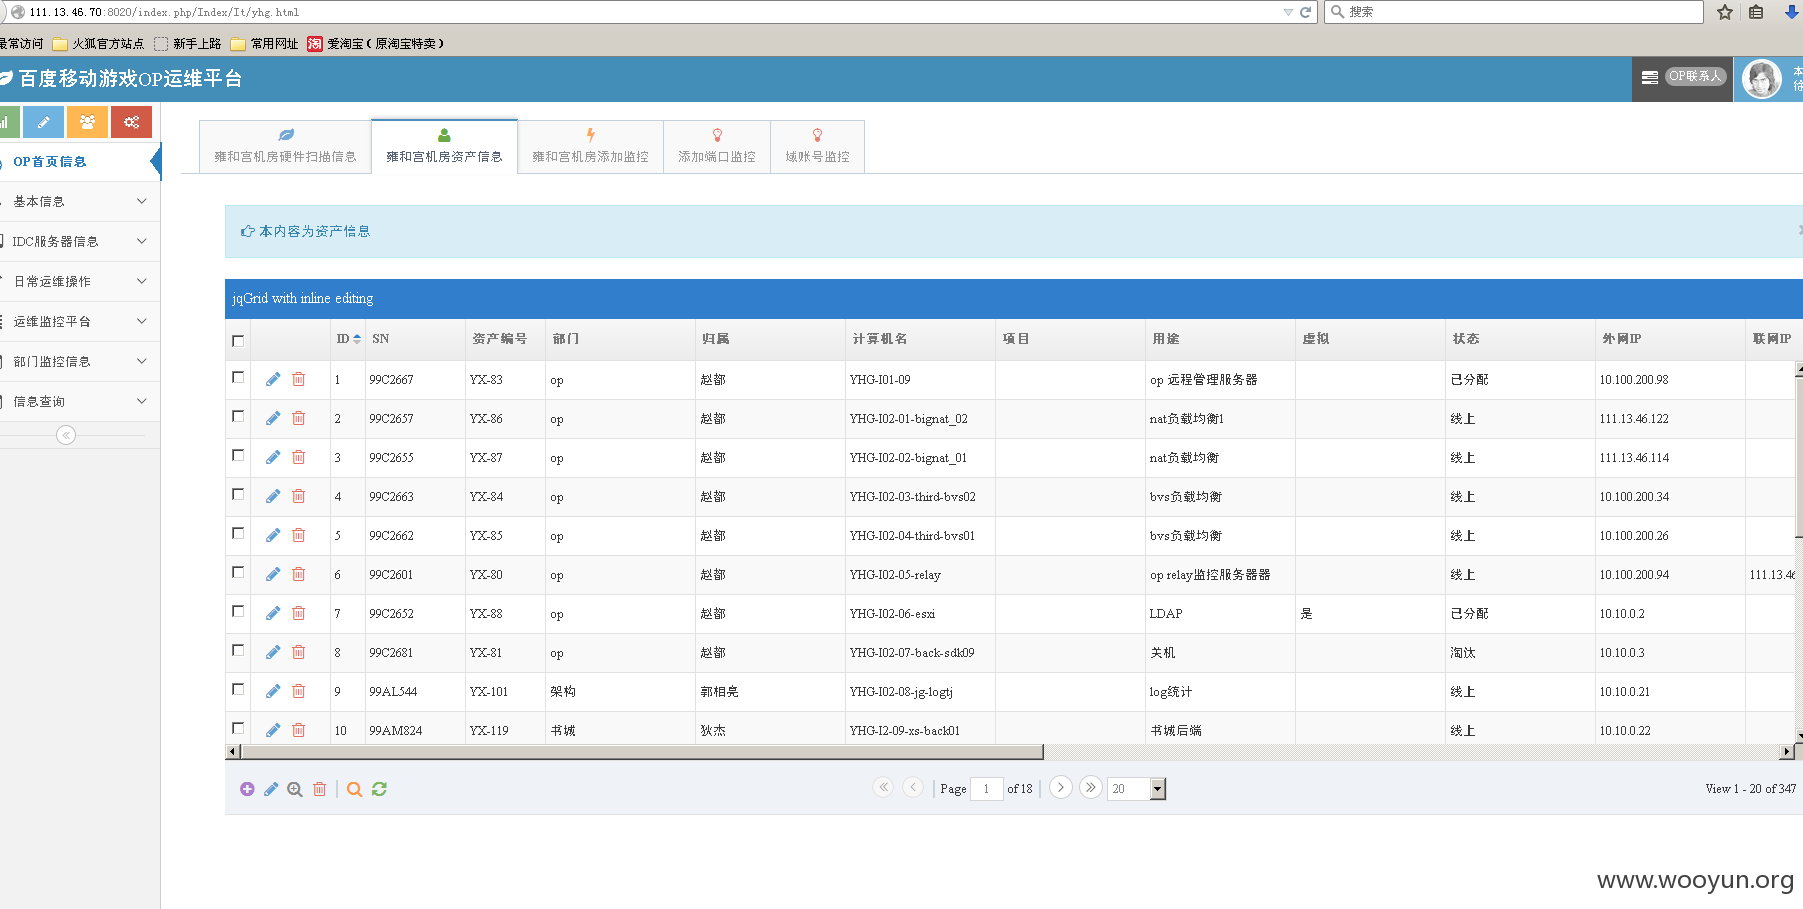 111.13.46.70:8020/index.php/Index/It/yhg.html
搜索
最常访问 火狐官方站点 新手上路 常用网址 淘 爱淘宝（原淘宝特卖）
百度移动游戏OP运维平台
OP联系人
OP首页信息
基本信息
IDC服务器信息
日常运维操作
运维监控平台
部门监控信息
信息查询
雍和宫机房硬件扫描信息 雍和宫机房资产信息 雍和宫机房添加监控 添加端口监控 域账号监控
本内容为资产信息
jqGrid with inline editing
ID SN 资产编号 部门 归属 计算机名 项目 用途 虚拟 状态 外网IP 联网IP
1 99C2667 YX-83 op 赵都 YHG-I01-09 op 远程管理服务器 已分配 10.100.200.98
2 99C2657 YX-86 op 赵都 YHG-I02-01-bignat_02 nat负载均衡1 线上 111.13.46.122
3 99C2655 YX-87 op 赵都 YHG-I02-02-bignat_01 nat负载均衡 线上 111.13.46.114
4 99C2663 YX-84 op 赵都 YHG-I02-03-third-bvs02 bvs负载均衡 线上 10.100.200.34
5 99C2662 YX-85 op 赵都 YHG-I02-04-third-bvs01 bvs负载均衡 线上 10.100.200.26
6 99C2601 YX-80 op 赵都 YHG-I02-05-relay op relay监控服务器器 线上 10.100.200.94 111.13.46
7 99C2652 YX-88 op 赵都 YHG-I02-06-esxi LDAP 是 已分配 10.10.0.2
8 99C2681 YX-81 op 赵都 YHG-I02-07-back-sdk09 关机 淘汰 10.10.0.3
9 99AL544 YX-101 架构 郭相亮 YHG-I02-08-jg-logtj log统计 线上 10.10.0.21
10 99AM824 YX-119 书城 狄杰 YHG-I2-09-xs-back01 书城后端 线上 10.10.0.22
Page 1 of 18 20 View 1 - 20 of 347
www.wooyun.org